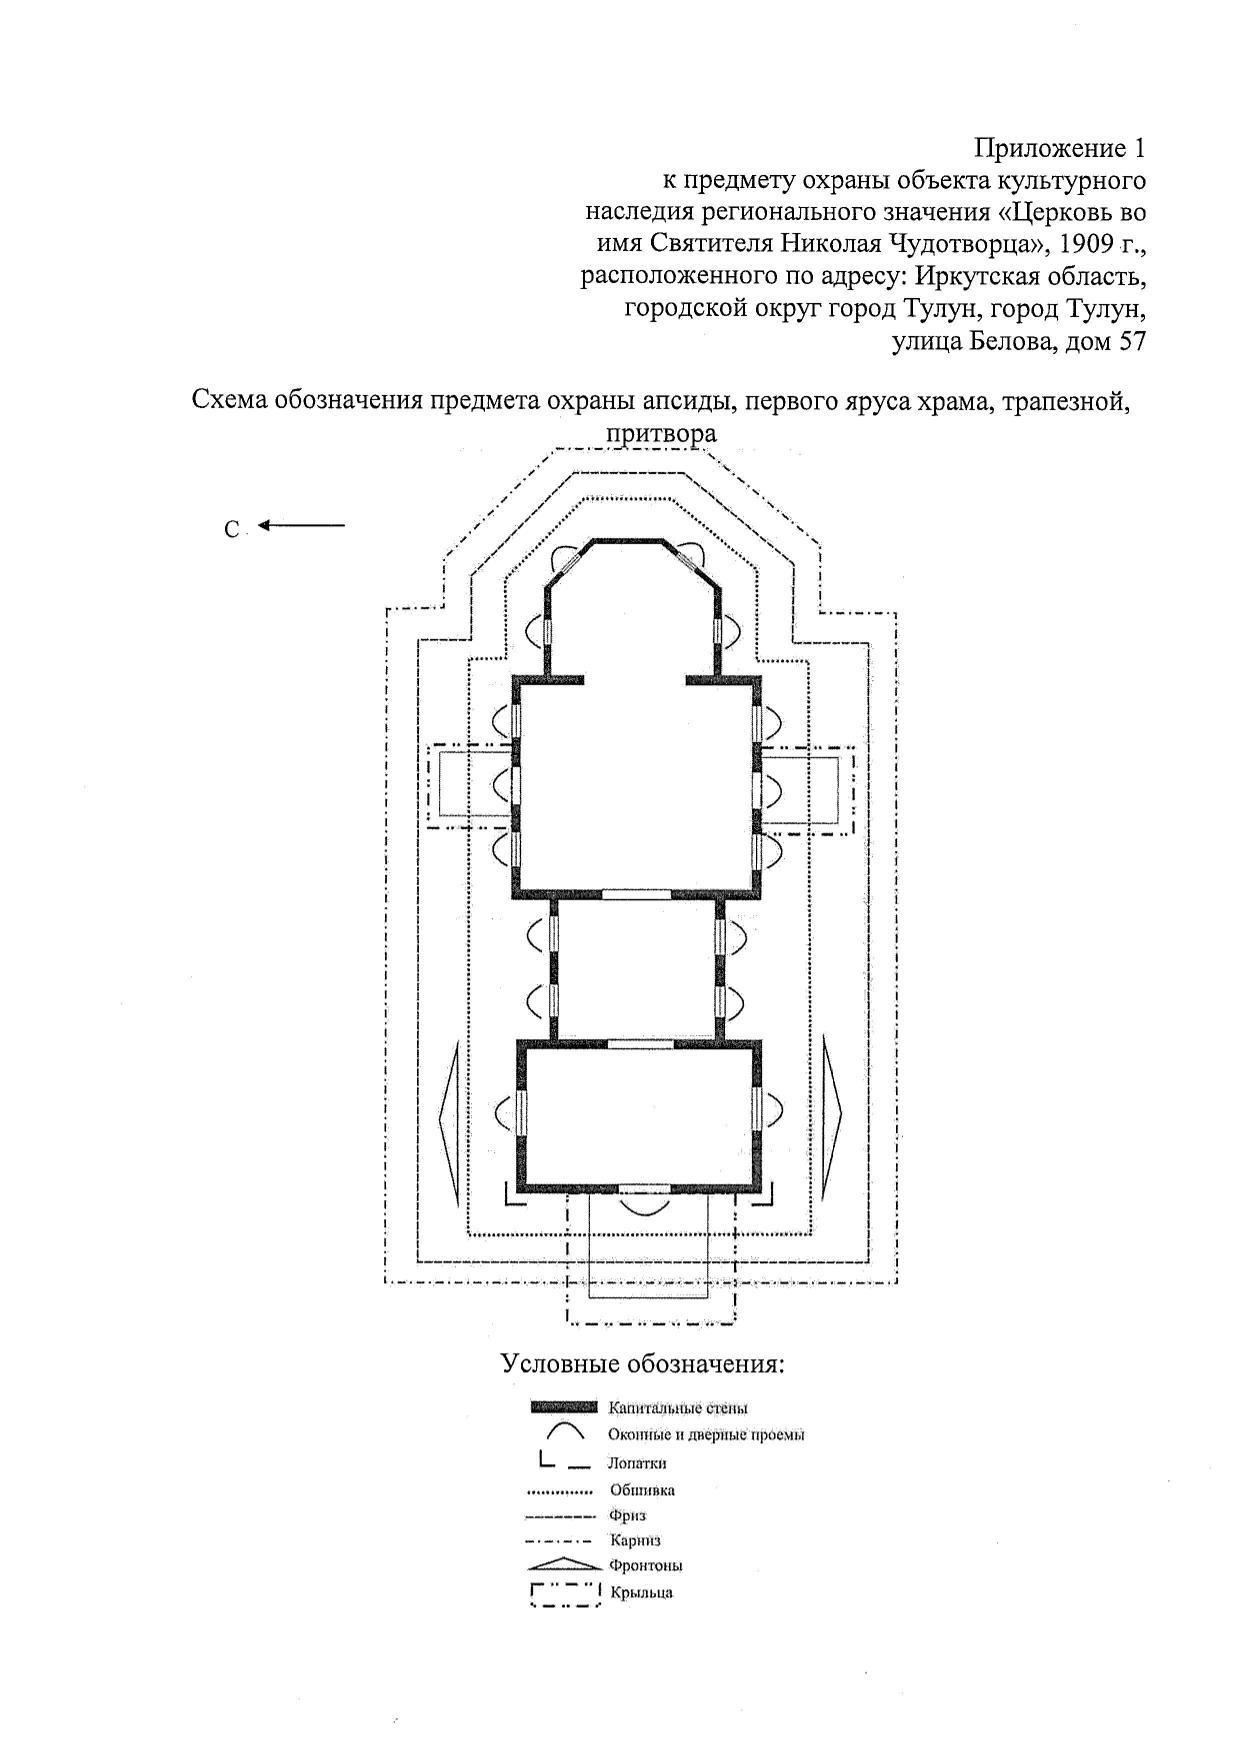 Приложение 1
к предмету охраны объекта культурного
наследия регионального значения «Церковь во
имя Святителя Николая Чудотворца», 1909 г.,
расположенного по адресу: Иркутская область,
городской округ город Тулун, город Тулун,
улица Белова, дом 57
Схема обозначения предмета охраны апсиды, первого яруса храма, трапезной,
притвора
С
Условные обозначения:
Капитальные стены
Оконные и дверные проемы
Лопатки
Обшивка
Фриз
Карниз
Фронтоны
Крыльца